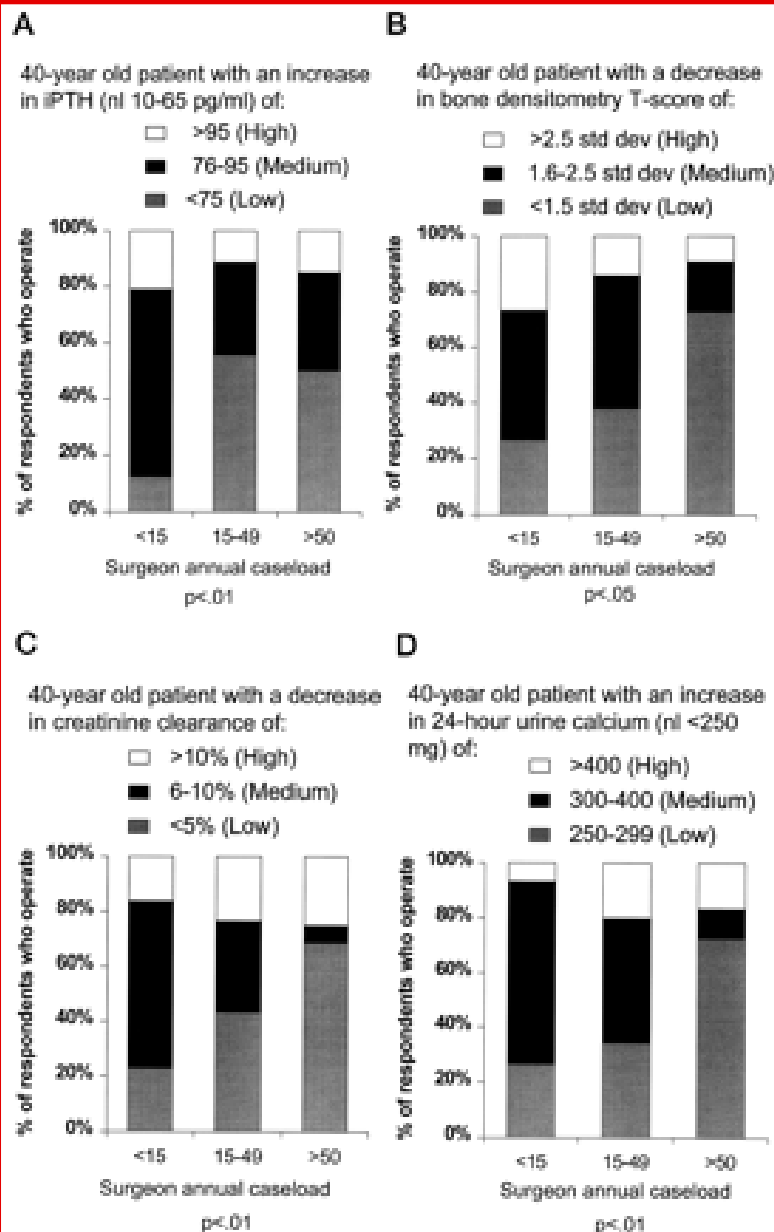 A
40-year old patient with an increase
in iPTH (nl 10-65 pg/ml) of:
>95 (High)
76-95 (Medium)
<75 (Low)
% of respondents who operate
100%
80%
60%
40%
20%
0%
<15 15-49 >50
Surgeon annual caseload
p<.01
B
40-year old patient with a decrease
in bone densitometry T-score of:
>2.5 std dev (High)
1.6-2.5 std dev (Medium)
<1.5 std dev (Low)
% of respondents who operate
100%
80%
60%
40%
20%
0%
<15 15-49 >50
Surgeon annual caseload
p<.05
C
40-year old patient with a decrease
in creatinine clearance of:
>10% (High)
6-10% (Medium)
<5% (Low)
% of respondents who operate
100%
80%
60%
40%
20%
0%
<15 15-49 >50
Surgeon annual caseload
p<.01
D
40-year old patient with an increase
in 24-hour urine calcium (nl <250
mg) of:
>400 (High)
300-400 (Medium)
250-299 (Low)
% of respondents who operate
100%
80%
60%
40%
20%
0%
<15 15-49 >50
Surgeon annual caseload
p<.01